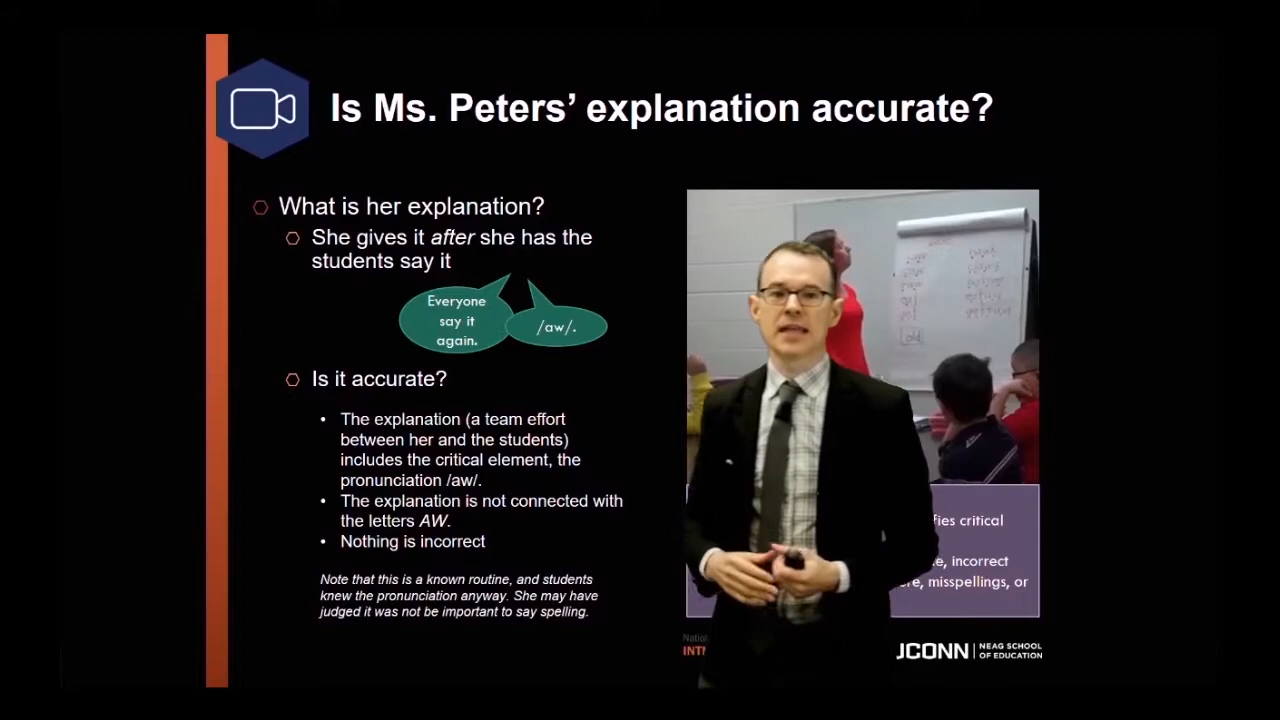 Is Ms. Peters’ explanation accurate?
What is her explanation?
She gives it after she has the
students say it
Everyone
say it
again.
/aw/.
Is it accurate?
• The explanation (a team effort
between her and the students)
includes the critical element, the
pronunciation /aw/.
• The explanation is not connected with
the letters AW.
• Nothing is incorrect
Note that this is a known routine, and students
knew the pronunciation anyway. She may have
judged it was not be important to say spelling.
critical
incorrect
misspellings, or
NEAG SCHOOL
OF EDUCATION